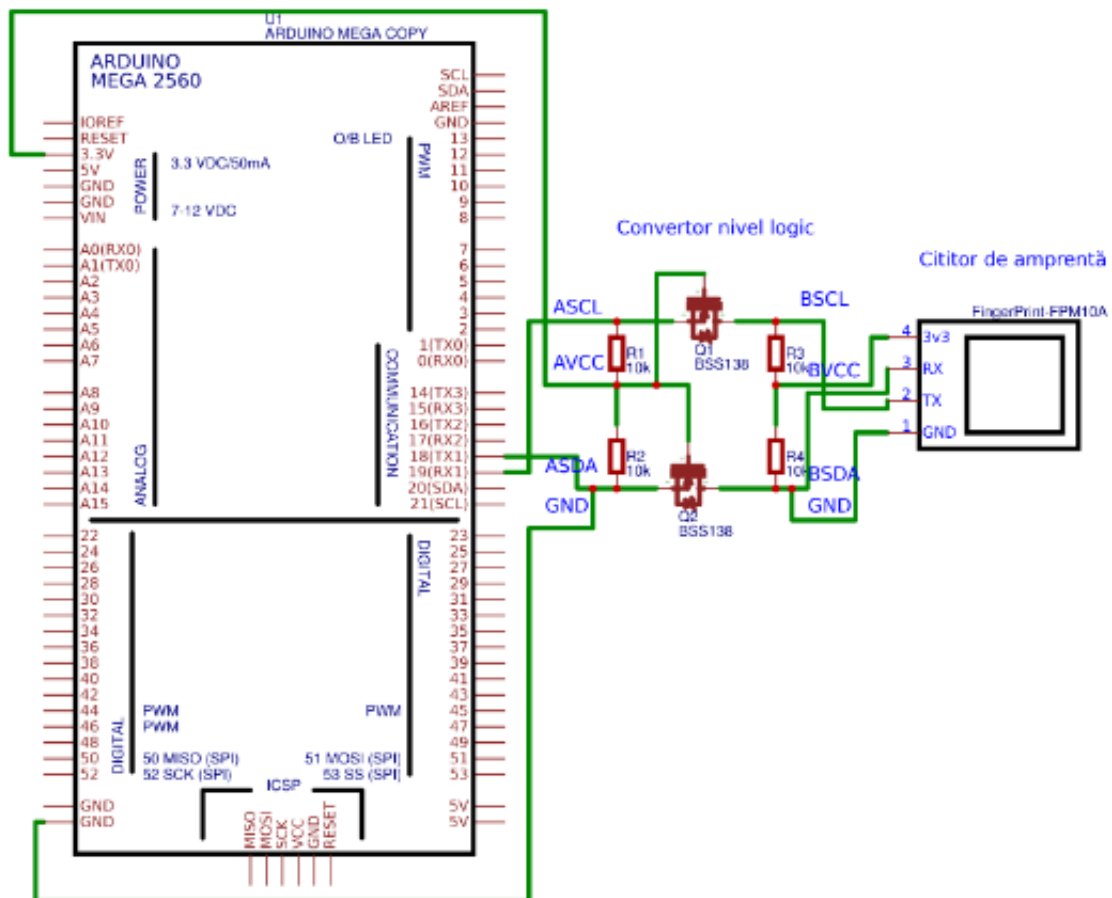 U1
ARDUINO MEGA COPY
ARDUINO
MEGA 2560
IOREF
RESET
3.3V
5V
GND
GND
VIN
POWER
3.3 VDC/50mA
7-12 VDC
A0(RX0)
A1(TX0)
A2
A3
A4
A5
A6
A7
A8
A9
A10
A11
A12
A13
A14
A15
ANALOG
SCL
SDA
AREF
GND
13
12
11
10
9
8
O/B LED
PWM
7
6
5
4
3
2
1(TX0)
0(RX0)
14(TX3)
15(RX3)
16(TX2)
17(RX2)
18(TX1)
19(RX1)
20(SDA)
21(SCL)
COMMUNICATION
22
24
26
28
30
32
34
36
38
40
42
44
46
48
50
52
DIGITAL
PWM
PWM
50 MISO (SPI)
52 SCK (SPI)
23
25
27
29
31
33
35
37
39
41
43
45
47
49
51
53
DIGITAL
PWM
51 MOSI (SPI)
53 SS (SPI)
GND
GND
5V
5V
ICSP
MISO
MOSI
SCK
VCC
GND
RESET
Convertor nivel logic
ASCL
AVCC
ASDA
GND
R1
10k
R2
10k
Q1
BSS138
Q2
BSS138
R3
10k
R4
10k
BSCL
BVCC
BSDA
GND
Cititor de amprentă
FingerPrint-FPM10A
4 3v3
3 RX
2 TX
1 GND